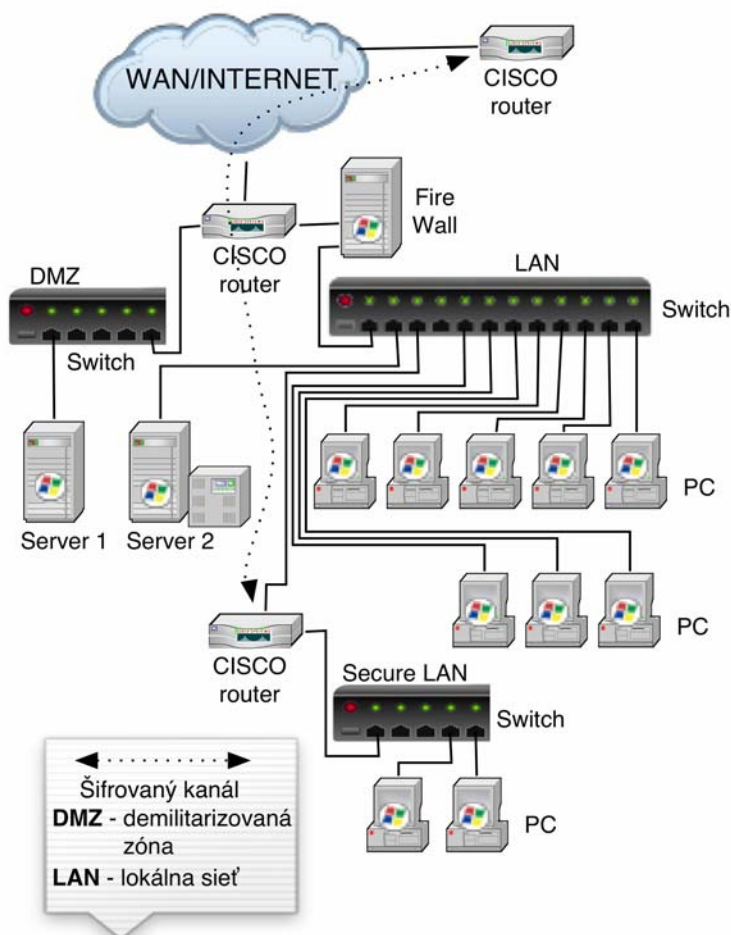 WAN/INTERNET
CISCO
router
Fire
Wall
CISCO
router
DMZ
LAN
Switch
Switch
Server 1
Server 2
PC
PC
CISCO
router
Secure LAN
Switch
PC
Šifrovaný kanál
DMZ - demilitarizovaná
zóna
LAN - lokálna sieť